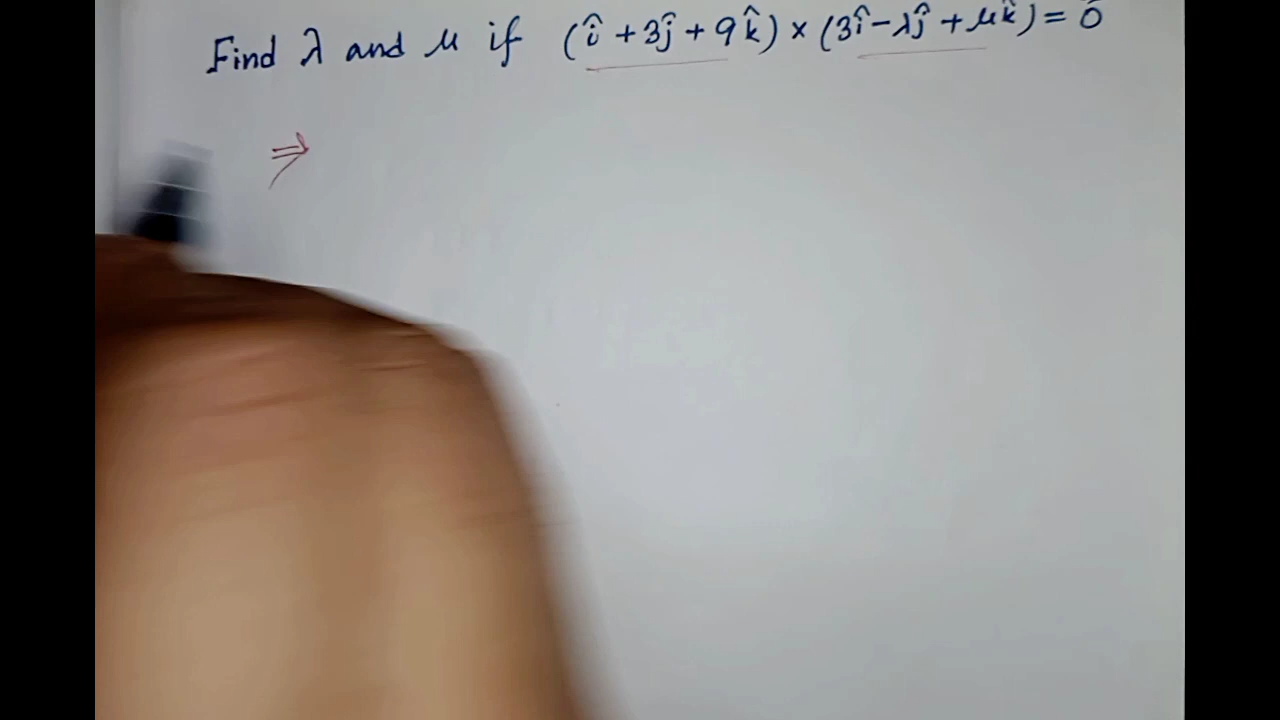 Find λ and μ if (î + 3ĵ + 9k̂) × (3î − λĵ + μk̂) = 0̄
⇒